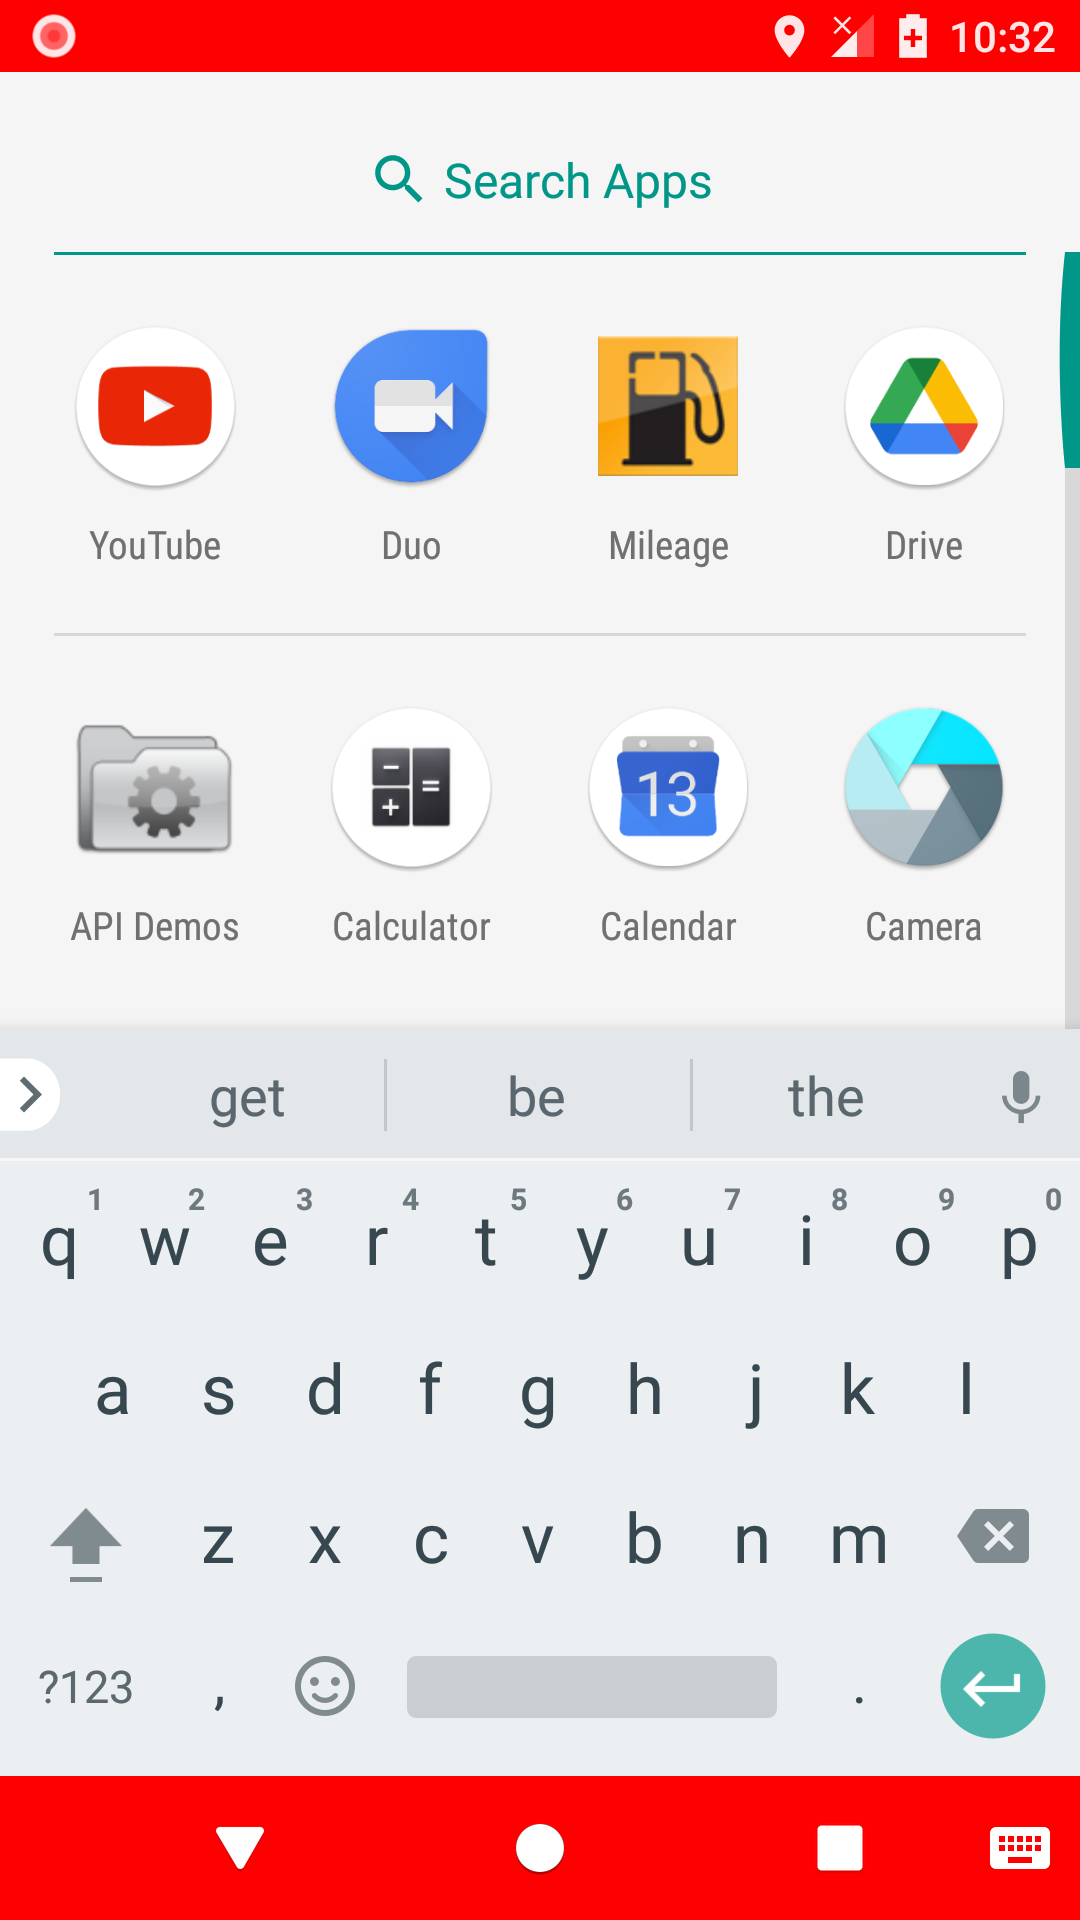 10:32
Search Apps
YouTube Duo Mileage Drive
13
API Demos Calculator Calendar Camera
get be the
1 2 3 4 5 6 7 8 9 0
q w e r t y u i o p
a s d f g h j k l
z x c v b n m
?123 , .